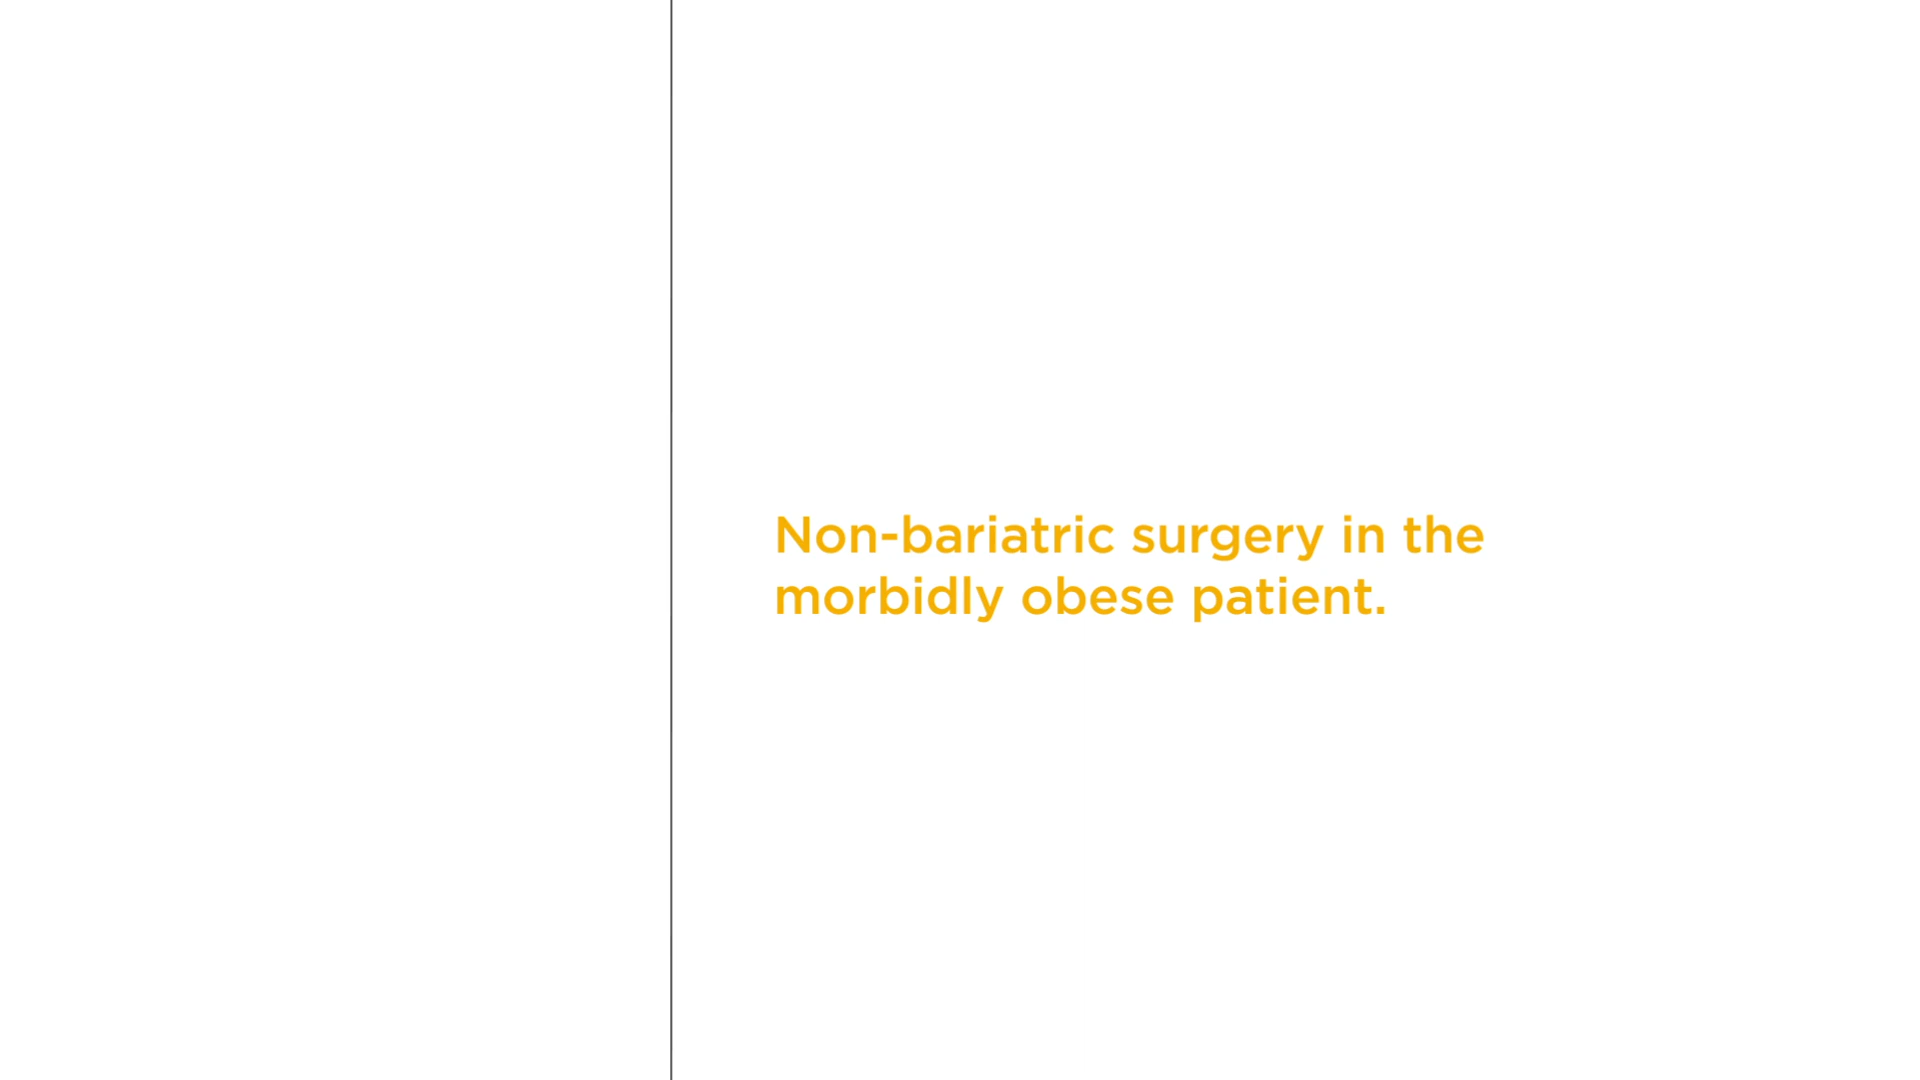 Non-bariatric surgery in the
morbidly obese patient.